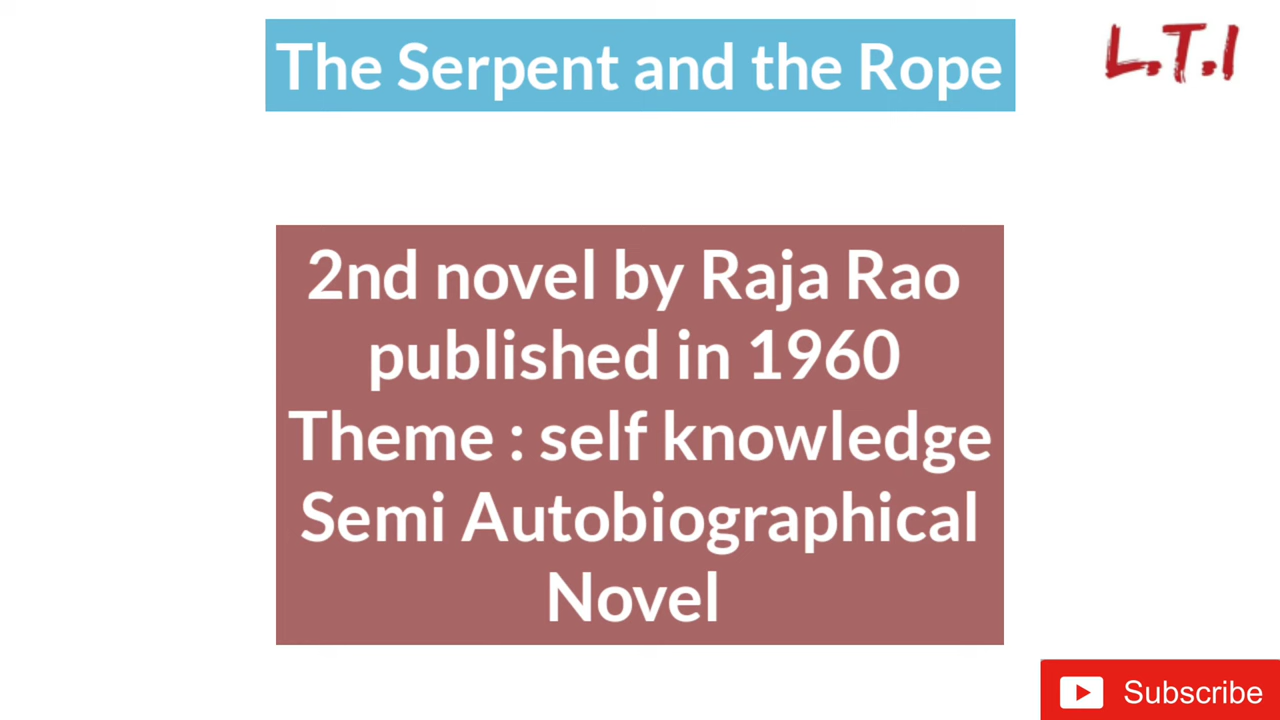 The Serpent and the Rope
L.T.I
2nd novel by Raja Rao
published in 1960
Theme : self knowledge
Semi Autobiographical
Novel
Subscribe